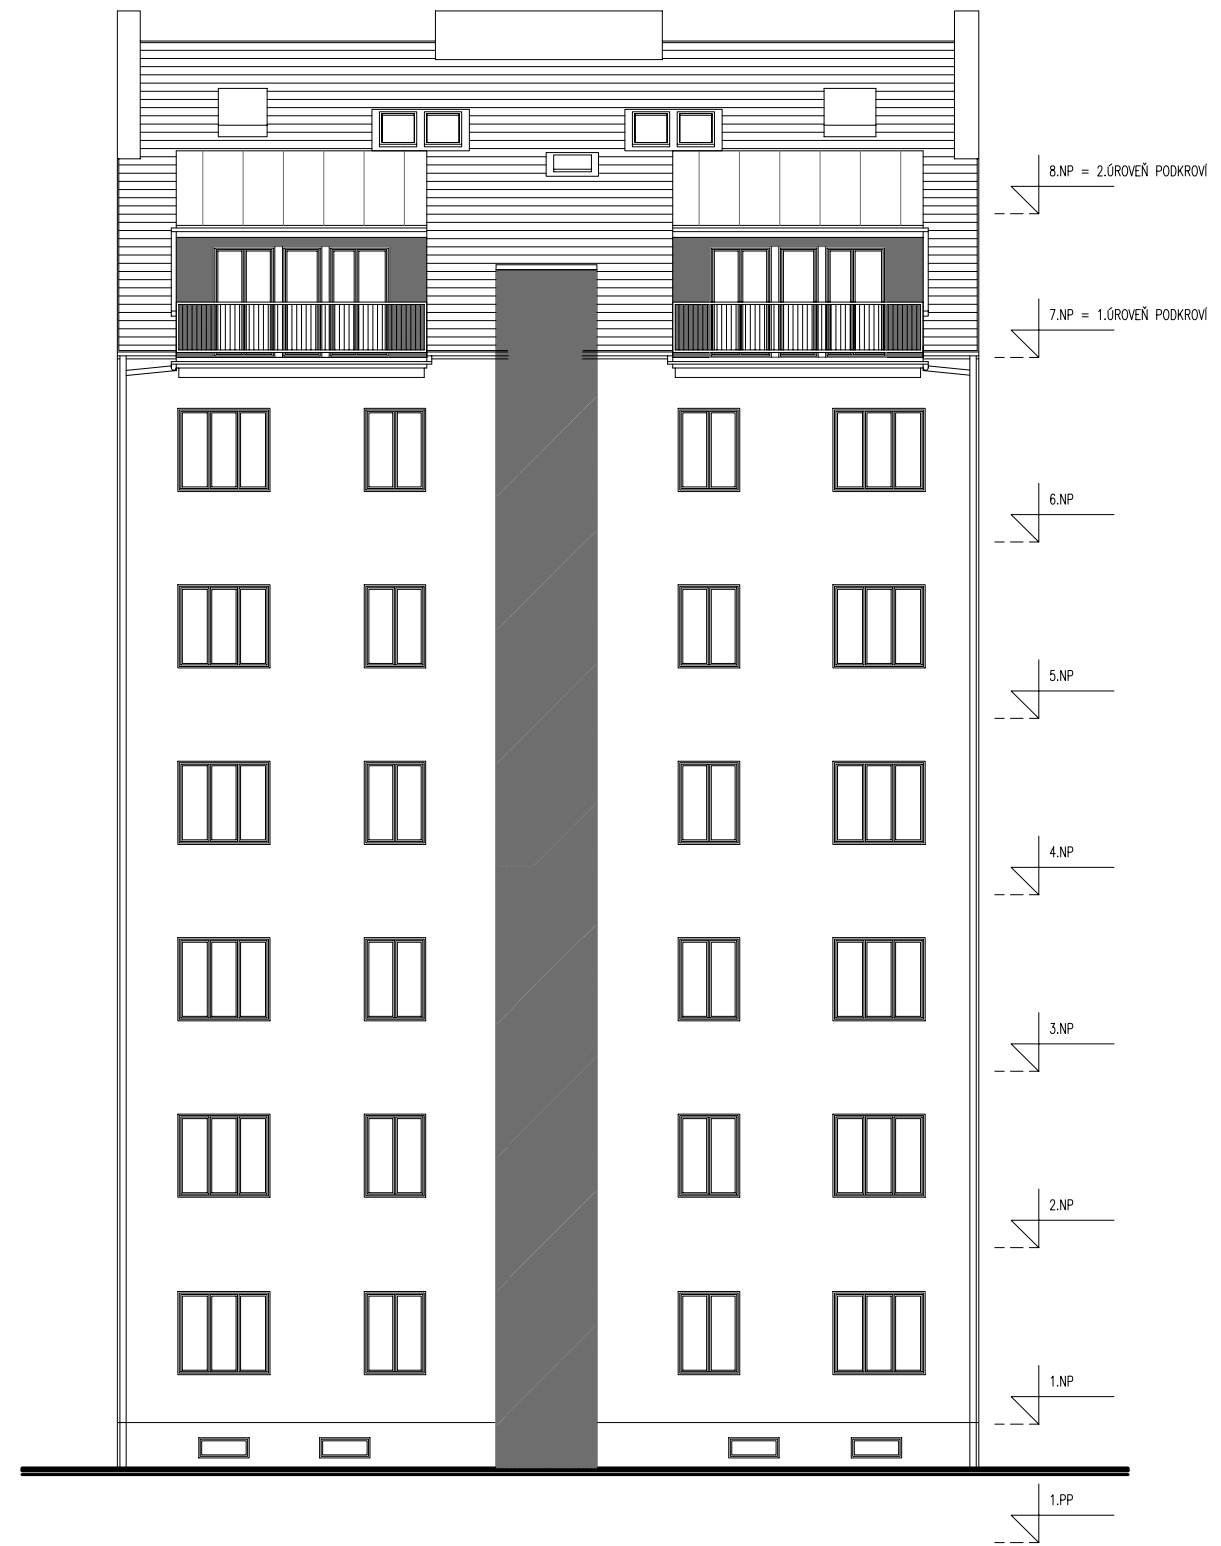 8.NP = 2.ÚROVEŇ PODKROVÍ
7.NP = 1.ÚROVEŇ PODKROVÍ
6.NP
5.NP
4.NP
3.NP
2.NP
1.NP
1.PP